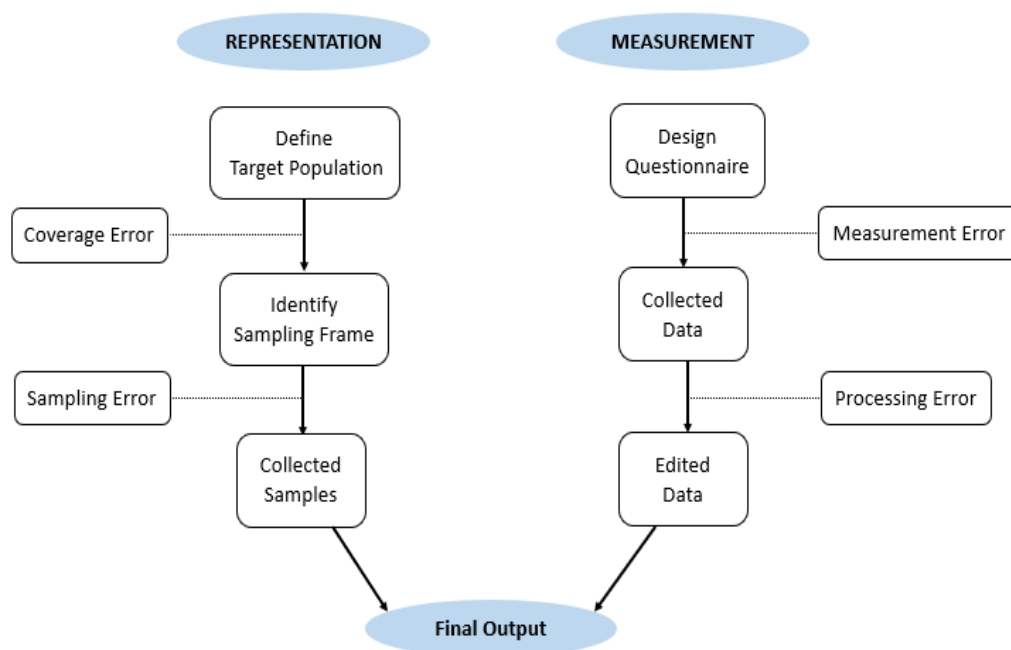 REPRESENTATION
MEASUREMENT
Define
Target Population
Design
Questionnaire
Coverage Error
Measurement Error
Identify
Sampling Frame
Collected
Data
Sampling Error
Processing Error
Collected
Samples
Edited
Data
Final Output